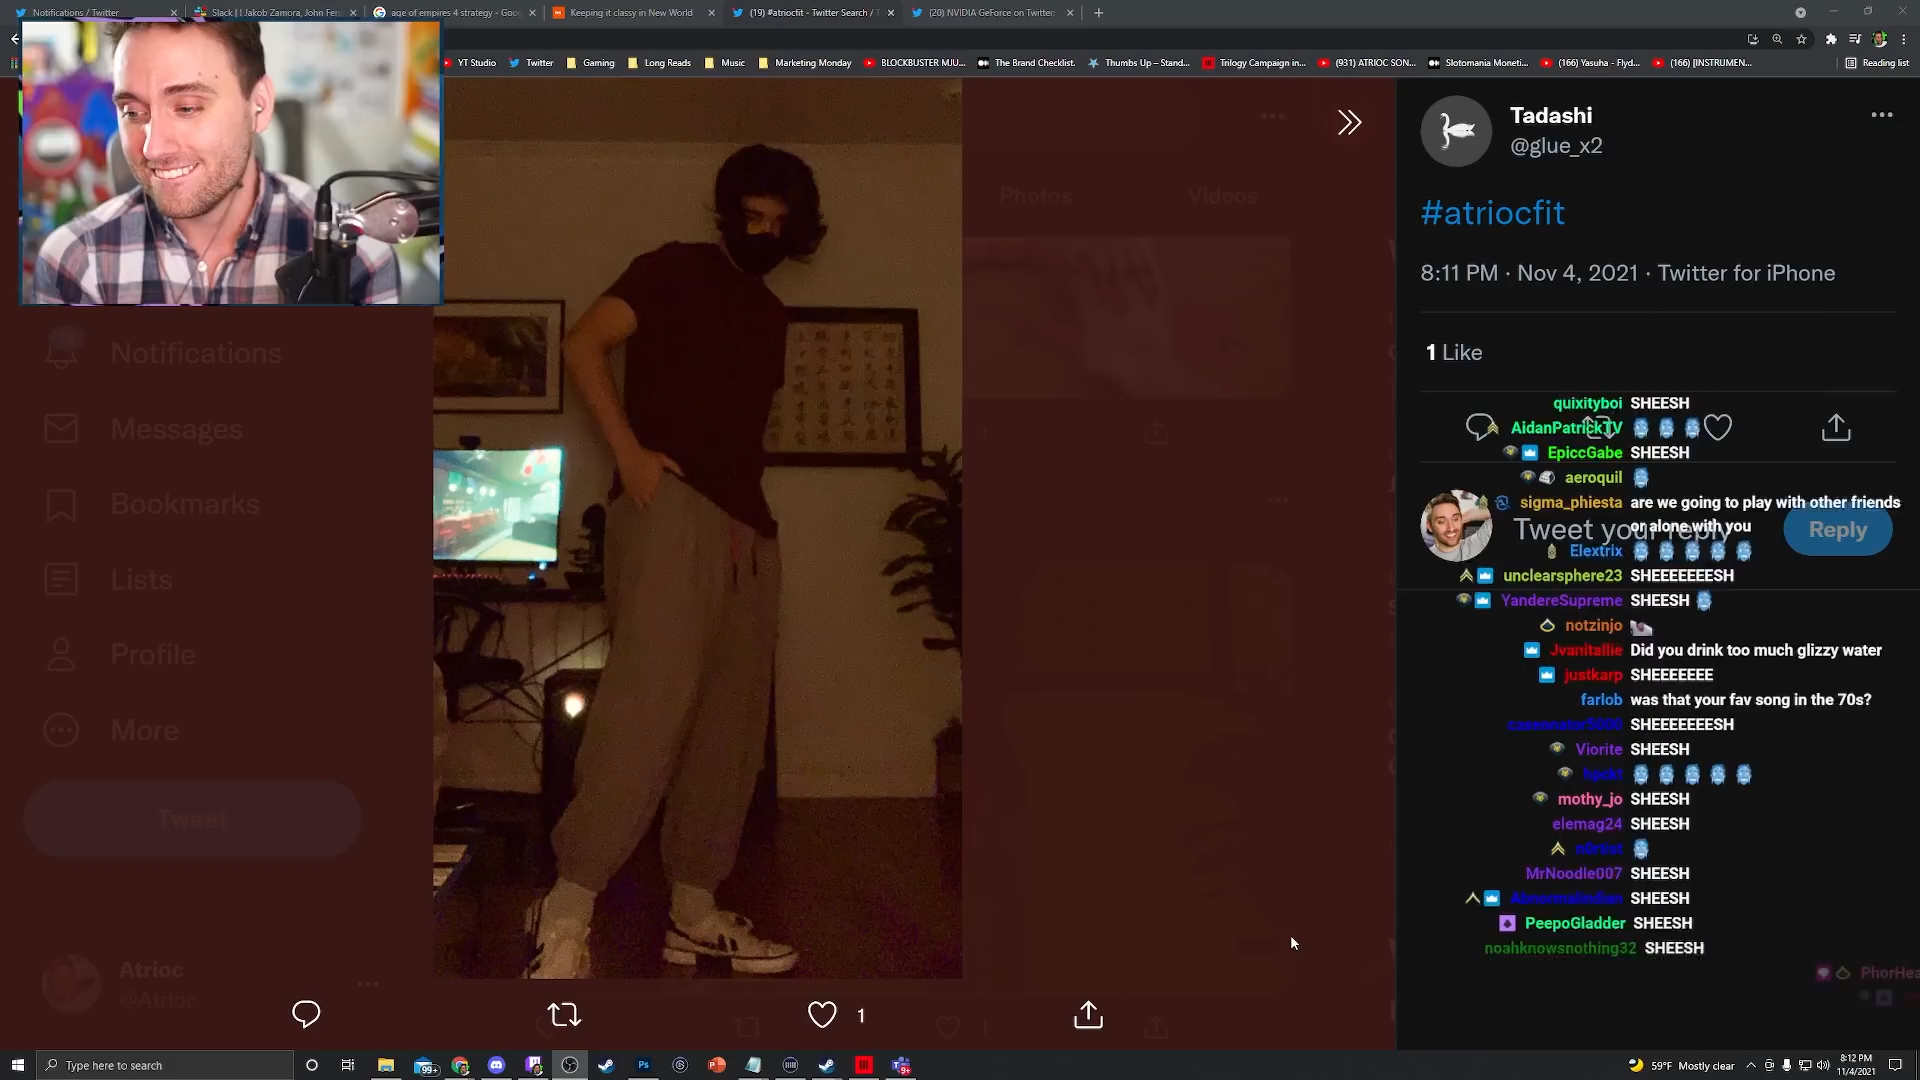 Notifications / Twitter
Slack | Jakob Zamora, John Fen
age of empires 4 strategy - Goo
Keeping it classy in New World
(19) #atriocfit - Twitter Search / T
(20) NVIDIA GeForce on Twitter
YT Studio
Twitter
Gaming
Long Reads
Music
Marketing Monday
BLOCKBUSTER MJU...
The Brand Checklist.
Thumbs Up – Stand...
Trilogy Campaign in...
(931) ATRIOC SON...
Slotomania Moneti...
(166) Yasuha - Flyd...
(166) [INSTRUMEN...
Reading list
Photos
Videos
Notifications
Messages
Bookmarks
Lists
Profile
More
Tweet
Atrioc
@Atrioc
1
Tadashi
@glue_x2
#atriocfit
8:11 PM · Nov 4, 2021 · Twitter for iPhone
1 Like
quixityboi SHEESH
AidanPatrickTV
EpiccGabe SHEESH
aeroquil
sigma_phiesta are we going to play with other friends
or alone with you
Tweet your reply
Reply
Elextrix
unclearsphere23 SHEEEEEEESH
YandereSupreme SHEESH
notzinjo
Jvanitallie Did you drink too much glizzy water
justkarp SHEEEEEEE
farlob was that your fav song in the 70s?
SHEEEEEEESH
Viorite SHEESH
hpckt
mothy_jo SHEESH
elemag24 SHEESH
MrNoodle007 SHEESH
SHEESH
PeepoGladder SHEESH
noahknowsnothing32 SHEESH
PhorHea
Type here to search
99+
Ps
9+
59°F Mostly clear
8:12 PM
11/4/2021